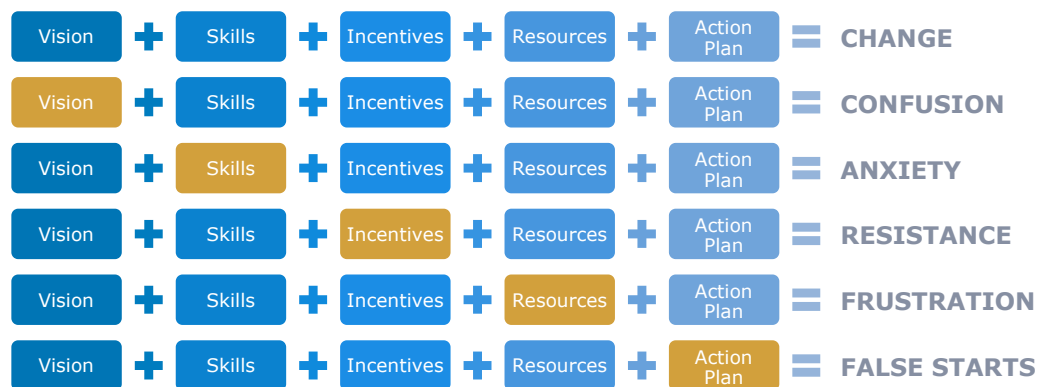 Vision + Skills + Incentives + Resources + Action Plan = CHANGE
Vision + Skills + Incentives + Resources + Action Plan = CONFUSION
Vision + Skills + Incentives + Resources + Action Plan = ANXIETY
Vision + Skills + Incentives + Resources + Action Plan = RESISTANCE
Vision + Skills + Incentives + Resources + Action Plan = FRUSTRATION
Vision + Skills + Incentives + Resources + Action Plan = FALSE STARTS